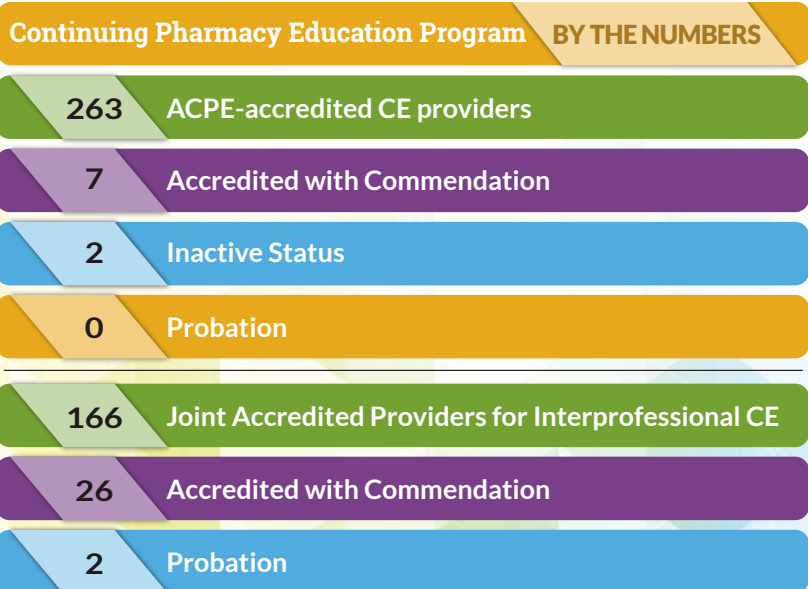 Continuing Pharmacy Education Program BY THE NUMBERS
263 ACPE-accredited CE providers
7 Accredited with Commendation
2 Inactive Status
0 Probation
166 Joint Accredited Providers for Interprofessional CE
26 Accredited with Commendation
2 Probation